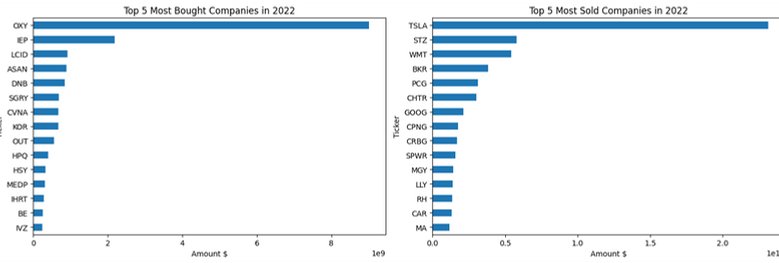 Top 5 Most Bought Companies in 2022
OXY
IEP
LCID
ASAN
DNB
SGRY
CVNA
KDR
OUT
HPQ
HSY
MEDP
IHRT
BE
IVZ
0 2 4 6 8
1e9
Amount $
Top 5 Most Sold Companies in 2022
Ticker
TSLA
STZ
WMT
BKR
PCG
CHTR
GOOG
CPNG
CRBG
SPWR
MGY
LLY
RH
CAR
MA
0.0 0.5 1.0 1.5 2.0
Amount $